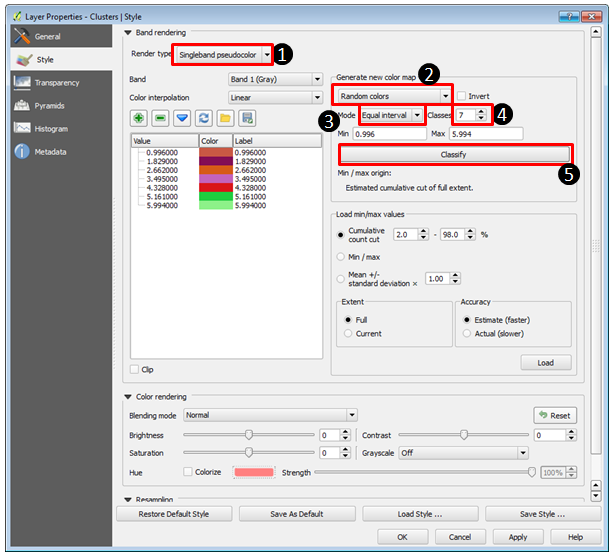 Layer Properties - Clusters | Style
General
Style
Transparency
Pyramids
Histogram
Metadata
Band rendering
Render type Singleband pseudocolor 1
Band Band 1 (Gray)
Color interpolation Linear
Value Color Label
0.996000 0.996000
1.829000 1.829000
2.662000 2.662000
3.495000 3.495000
4.328000 4.328000
5.161000 5.161000
5.994000 5.994000
Clip
Generate new color map 2
Random colors Invert
3 Mode Equal interval Classes 7 4
Min 0.996 Max 5.994
Classify
5
Min / max origin:
Estimated cumulative cut of full extent.
Load min/max values
Cumulative
count cut 2.0 - 98.0 %
Min / max
Mean +/-
standard deviation × 1.00
Extent
Full
Current
Accuracy
Estimate (faster)
Actual (slower)
Load
Color rendering
Blending mode Normal Reset
Brightness 0 Contrast 0
Saturation 0 Grayscale Off
Hue Colorize Strength 100%
Resampling
Restore Default Style Save As Default Load Style ... Save Style ...
OK Cancel Apply Help